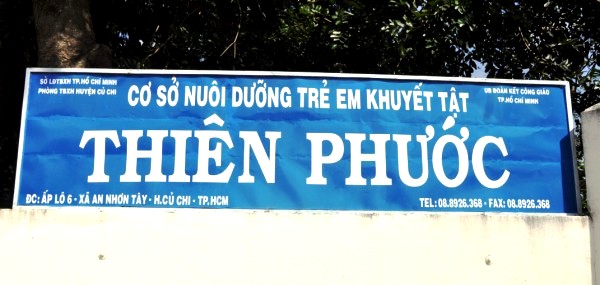 SỞ LĐTBXH TP.HỒ CHÍ MINH
PHÒNG TBXH HUYỆN CỦ CHI
UB ĐOÀN KẾT CÔNG GIÁO
TP.HỒ CHÍ MINH
CƠ SỞ NUÔI DƯỠNG TRẺ EM KHUYẾT TẬT
THIÊN PHƯỚC
ĐC: ẤP LÔ 6 - XÃ AN NHƠN TÂY - H.CỦ CHI - TP.HCM
TEL: 08.8926.368 - FAX: 08.8926.368